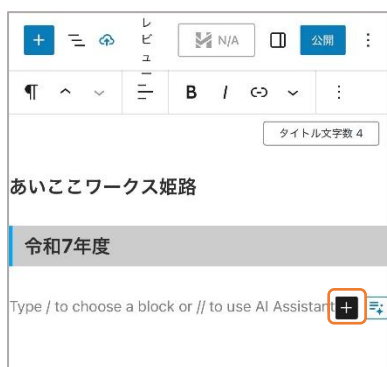 レ
ビ
ュ
ー
N/A
公開
B I
タイトル文字数 4
あいここワークス姫路
令和7年度
Type / to choose a block or // to use AI Assistant